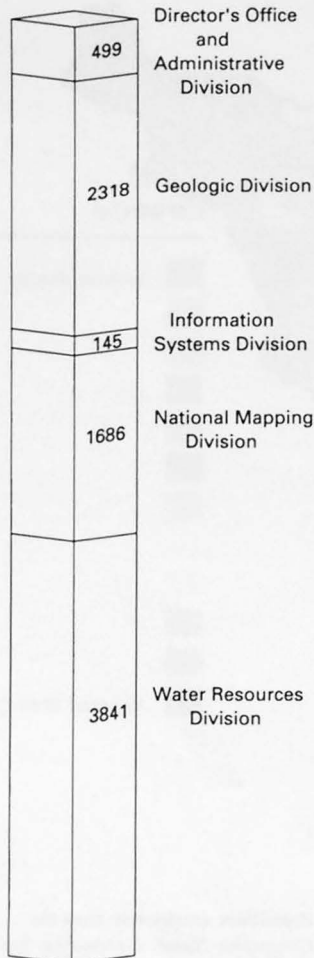 Director's Office
and
499
Administrative
Division
2318 Geologic Division
Information
145 Systems Division
National Mapping
1686
Division
Water Resources
3841
Division